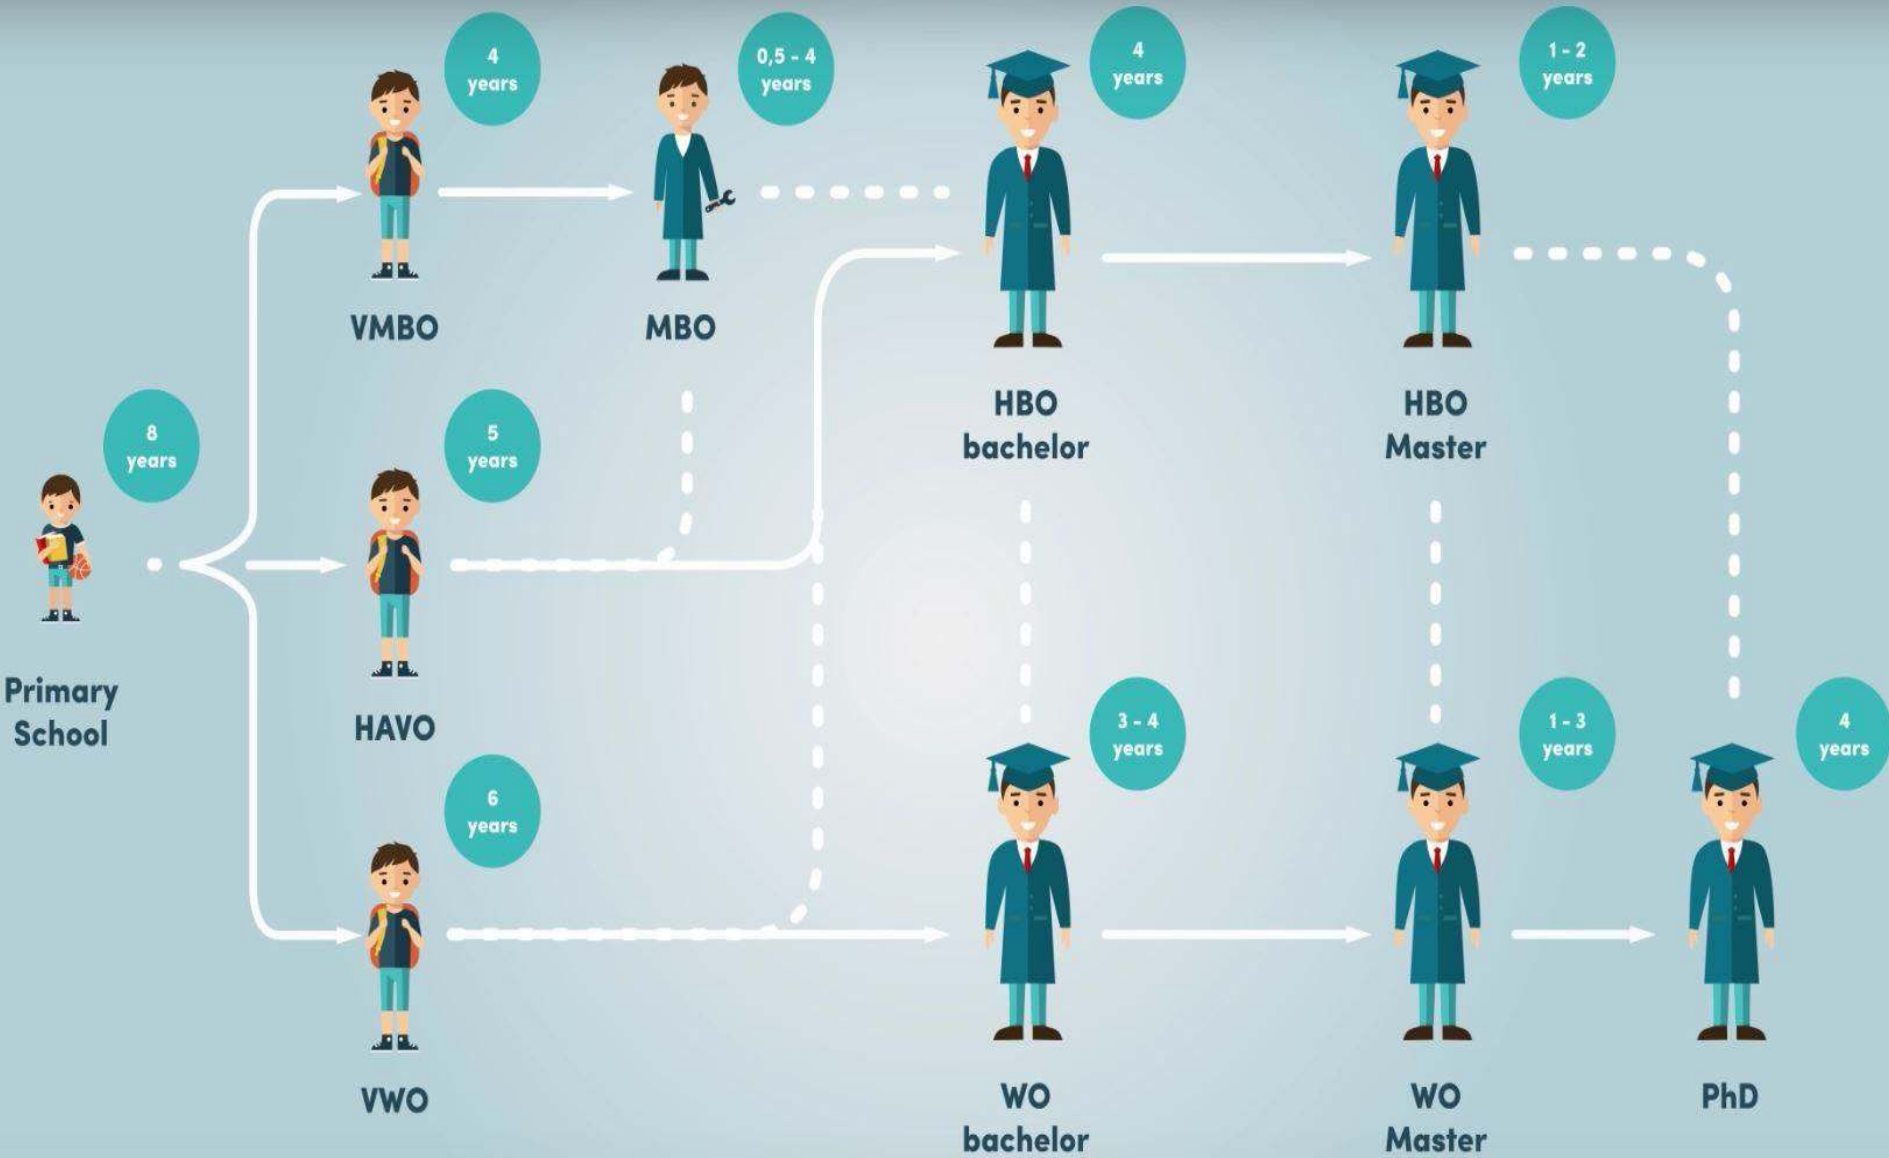 4
years
0,5 - 4
years
4
years
1 - 2
years
VMBO
MBO
HBO
bachelor
HBO
Master
8
years
5
years
Primary
School
HAVO
3 - 4
years
1 - 3
years
4
years
6
years
VWO
WO
bachelor
WO
Master
PhD